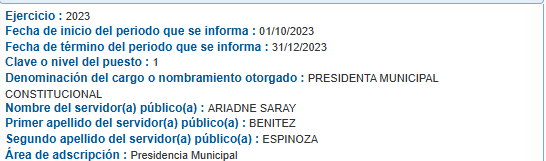 Ejercicio : 2023
Fecha de inicio del periodo que se informa : 01/10/2023
Fecha de término del periodo que se informa : 31/12/2023
Clave o nivel del puesto : 1
Denominación del cargo o nombramiento otorgado : PRESIDENTA MUNICIPAL
CONSTITUCIONAL
Nombre del servidor(a) público(a) : ARIADNE SARAY
Primer apellido del servidor(a) público(a) : BENITEZ
Segundo apellido del servidor(a) público(a) : ESPINOZA
Área de adscripción : Presidencia Municipal